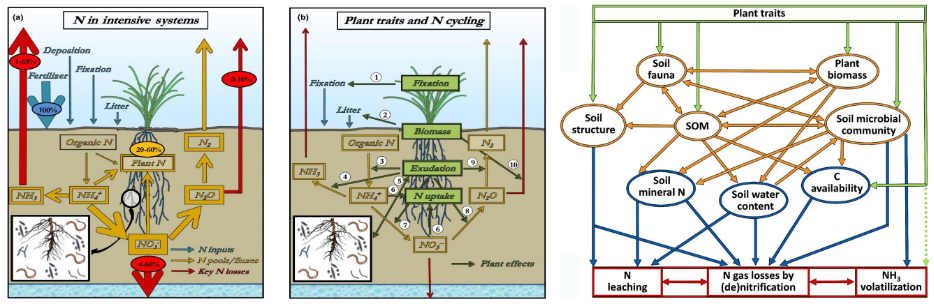 (a)
N in intensive systems
1-60%
Deposition
Fixation
Fertilizer
Litter
100%
0-10%
N₂
20-60%
Organic N
Plant N
NH₃
NH₄⁺
N₂O
NO₃⁻
N inputs
N pools/fluxes
Key N losses
(b)
Plant traits and N cycling
Fixation
1
Fixation
Litter
2
Biomass
Organic N
N₂
3
9
10
Exudation
NH₃
4
5
NH₄⁺
6
N uptake
N₂O
7
6
8
NO₃⁻
Plant effects
Plant traits
Soil
fauna
Plant
biomass
Soil
structure
SOM
Soil microbial
community
Soil
mineral N
Soil water
content
C
availability
N
leaching
N gas losses by
(de)nitrification
NH₃
volatilization